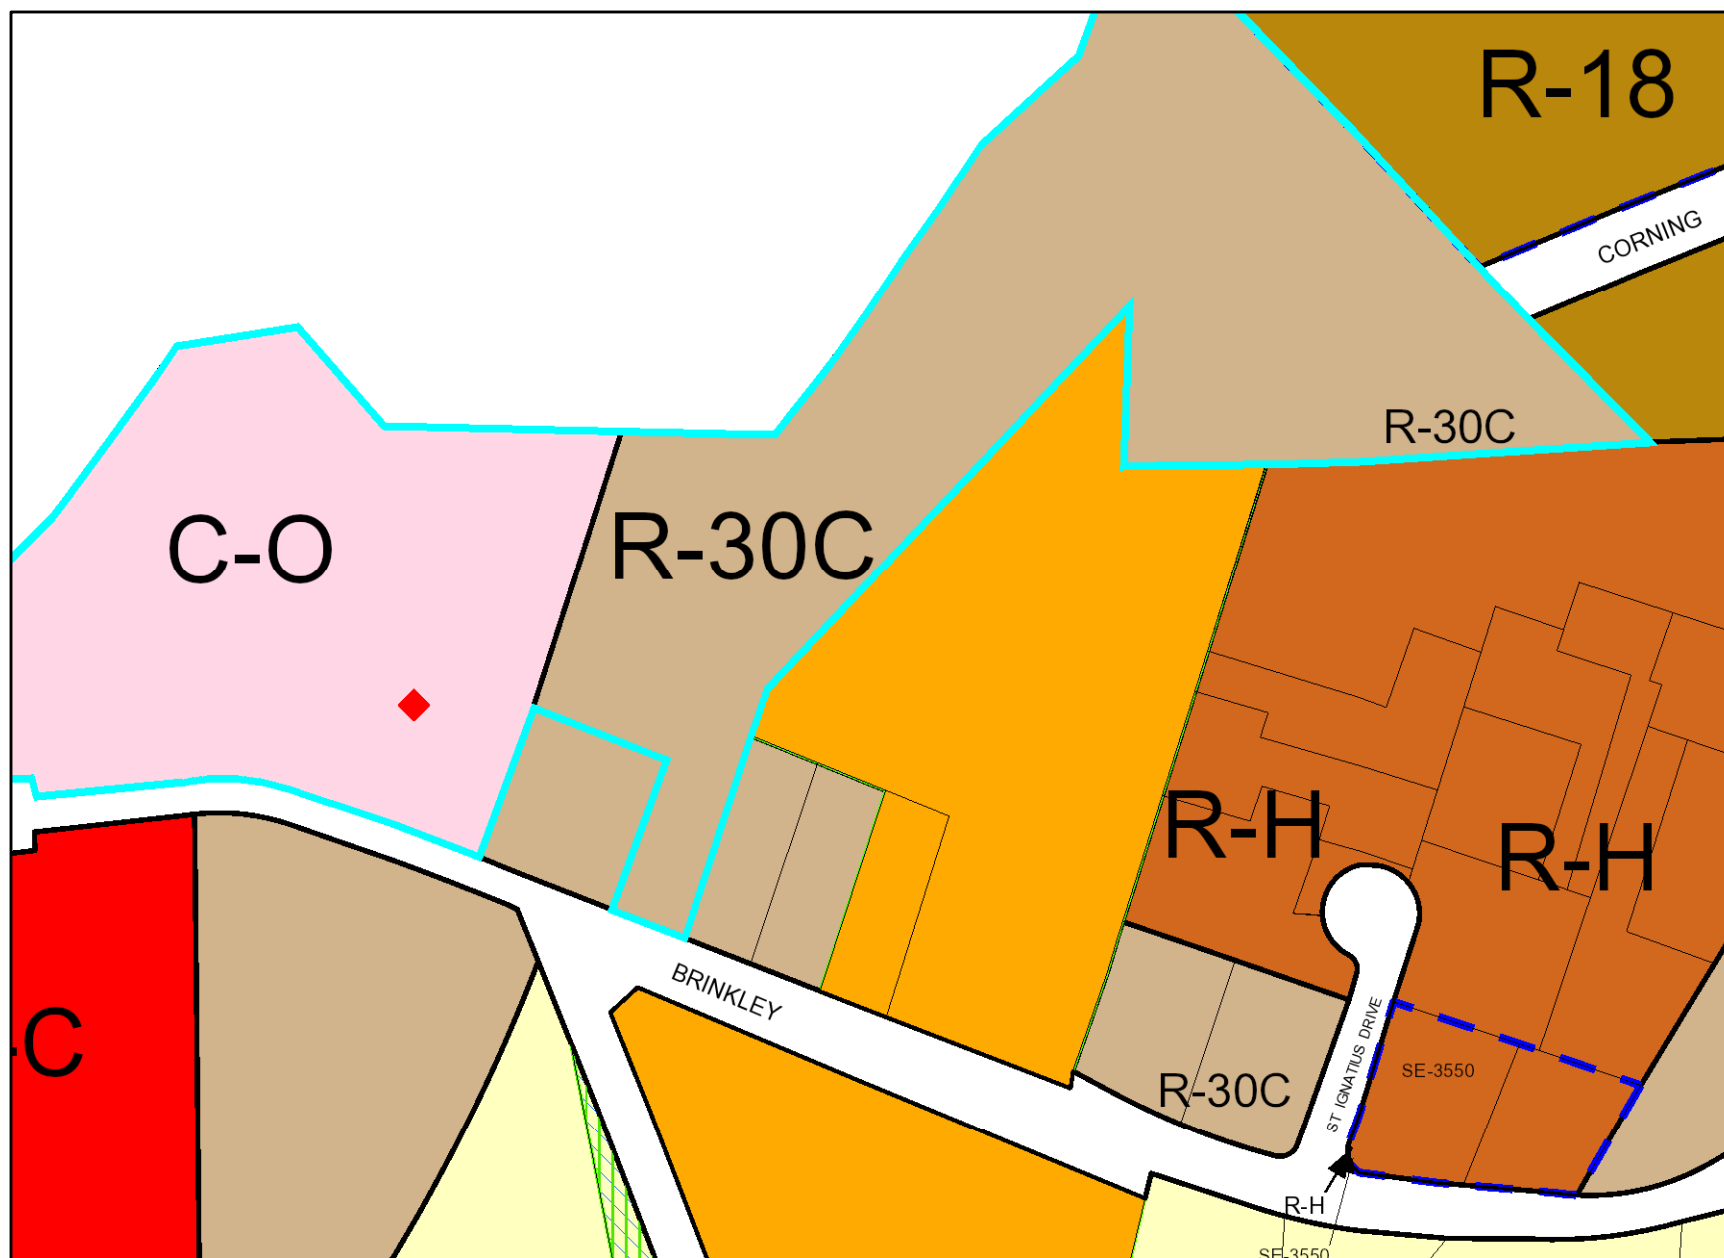 R-18
CORNING
R-30C
C-O
R-30C
R-H
R-H
-C
BRINKLEY
ST IGNATIUS DRIVE
SE-3550
R-30C
R-H
SE-3550